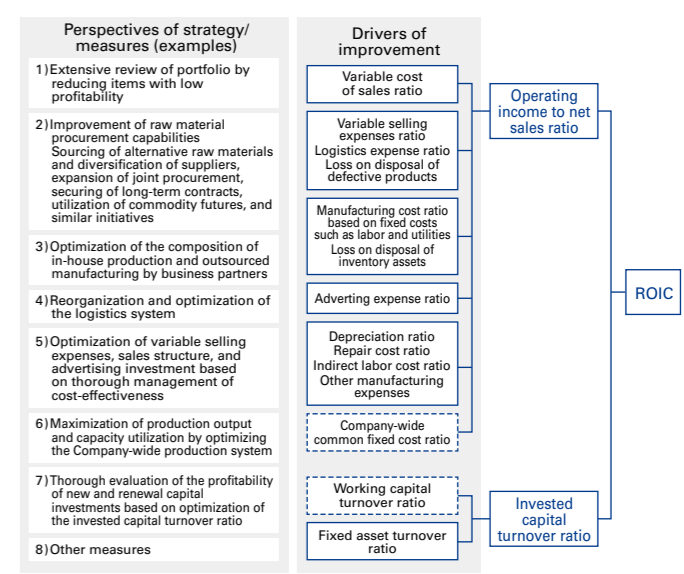 Perspectives of strategy/
measures (examples)
1)Extensive review of portfolio by
reducing items with low
profitability
2)Improvement of raw material
procurement capabilities
Sourcing of alternative raw materials
and diversification of suppliers,
expansion of joint procurement,
securing of long-term contracts,
utilization of commodity futures, and
similar initiatives
3)Optimization of the composition of
in-house production and outsourced
manufacturing by business partners
4)Reorganization and optimization of
the logistics system
5)Optimization of variable selling
expenses, sales structure, and
advertising investment based
on thorough management of
cost-effectiveness
6)Maximization of production output
and capacity utilization by optimizing
the Company-wide production system
7)Thorough evaluation of the profitability
of new and renewal capital
investments based on optimization of
the invested capital turnover ratio
8)Other measures
Drivers of
improvement
Variable cost
of sales ratio
Variable selling
expenses ratio
Logistics expense ratio
Loss on disposal of
defective products
Manufacturing cost ratio
based on fixed costs
such as labor and utilities
Loss on disposal of
inventory assets
Adverting expense ratio
Depreciation ratio
Repair cost ratio
Indirect labor cost ratio
Other manufacturing
expenses
Company-wide
common fixed cost ratio
Working capital
turnover ratio
Fixed asset turnover
ratio
Operating
income to net
sales ratio
Invested
capital
turnover ratio
ROIC